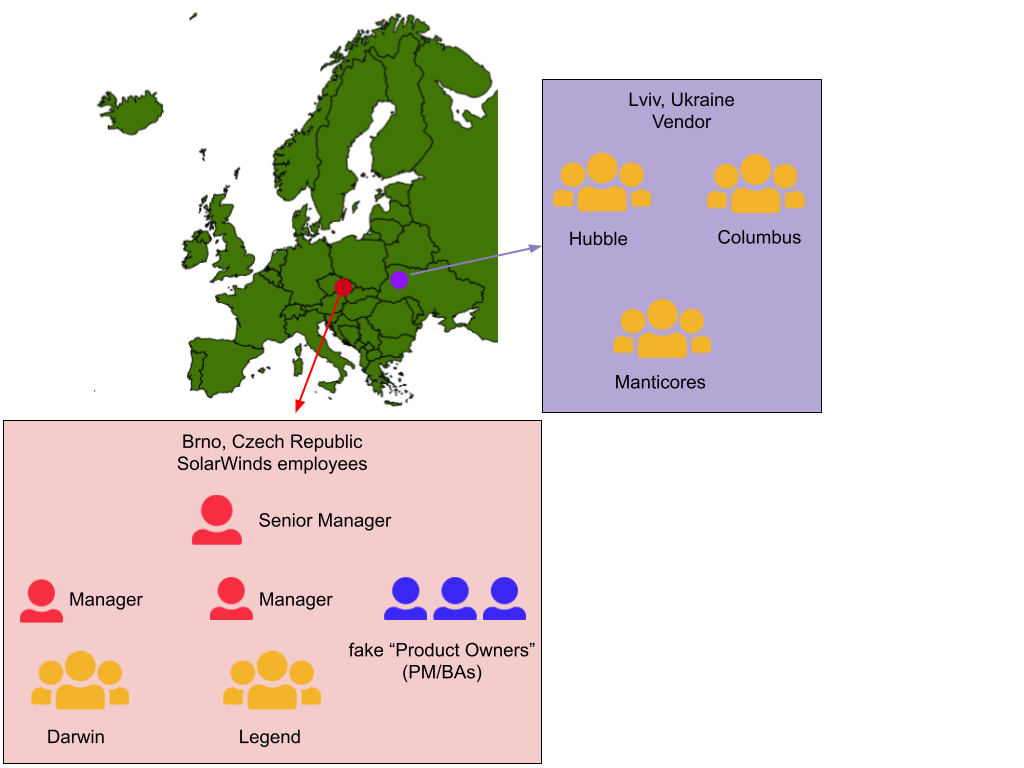 Lviv, Ukraine
Vendor
Hubble
Columbus
Manticores
Brno, Czech Republic
SolarWinds employees
Senior Manager
Manager
Manager
fake “Product Owners”
(PM/BAs)
Darwin
Legend